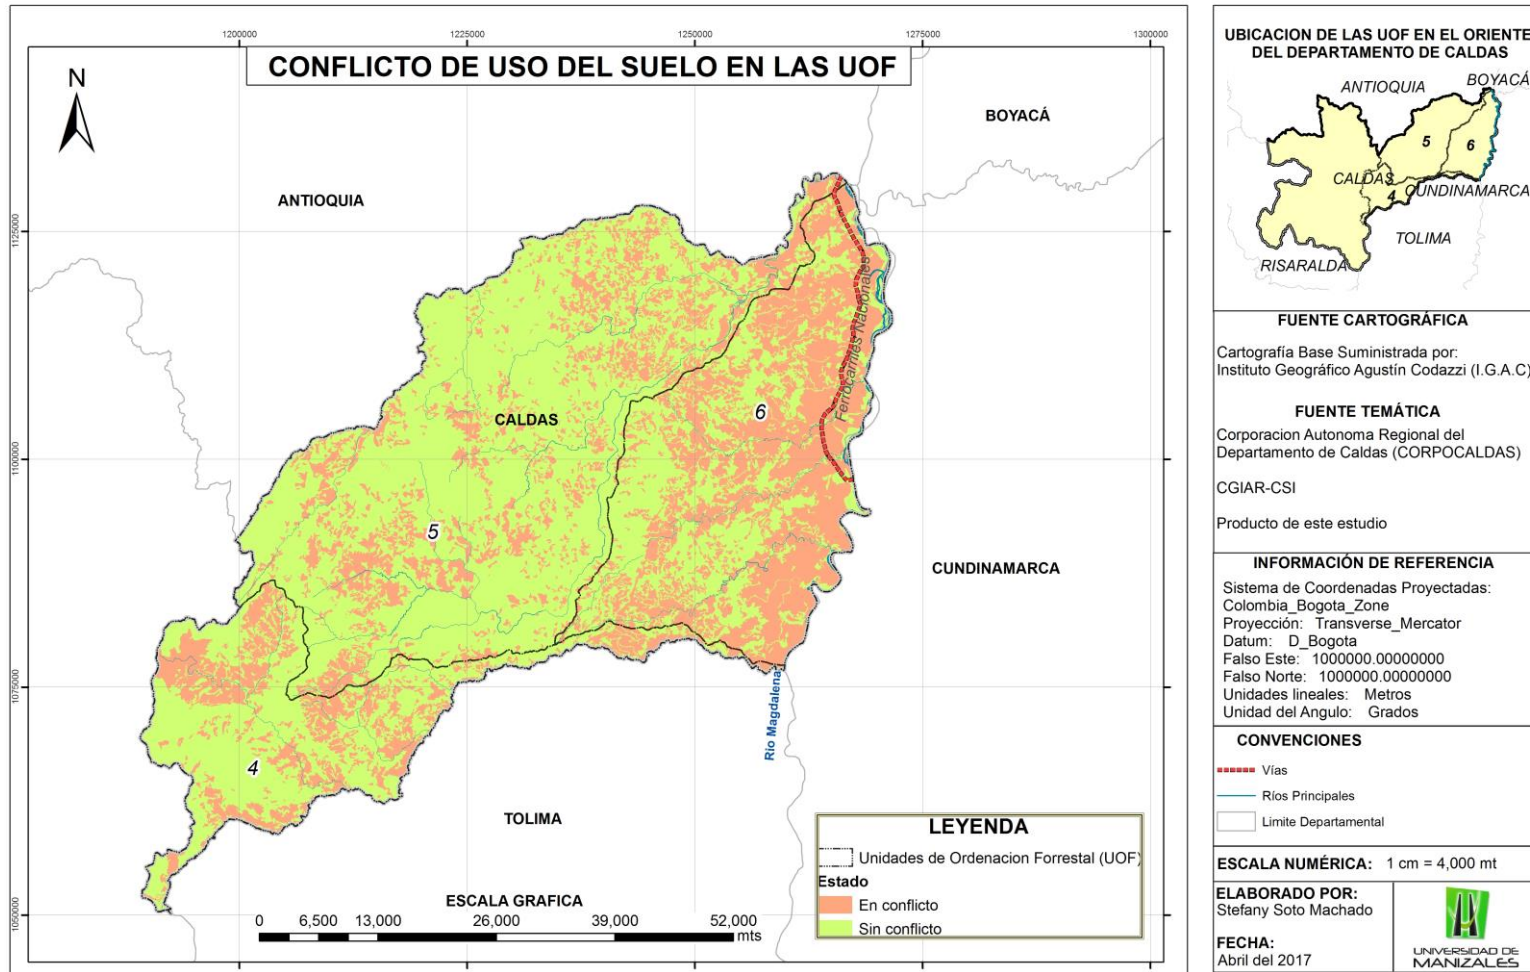 CONFLICTO DE USO DEL SUELO EN LAS UOF
1200000
1225000
1250000
1275000
1300000
1125000
1100000
1075000
1050000
N
ANTIOQUIA
BOYACÁ
CALDAS
CUNDINAMARCA
TOLIMA
5
6
4
Ferrocarriles Nacionales
Rio Magdalena
ESCALA GRAFICA
0 6,500 13,000 26,000 39,000 52,000
mts
LEYENDA
Unidades de Ordenacion Forrestal (UOF)
Estado
En conflicto
Sin conflicto
UBICACION DE LAS UOF EN EL ORIENTE
DEL DEPARTAMENTO DE CALDAS
ANTIOQUIA
BOYACÁ
5
6
CALDAS
4
CUNDINAMARCA
TOLIMA
RISARALDA
FUENTE CARTOGRÁFICA
Cartografía Base Suministrada por:
Instituto Geográfico Agustín Codazzi (I.G.A.C)
FUENTE TEMÁTICA
Corporacion Autonoma Regional del
Departamento de Caldas (CORPOCALDAS)
CGIAR-CSI
Producto de este estudio
INFORMACIÓN DE REFERENCIA
Sistema de Coordenadas Proyectadas:
Colombia_Bogota_Zone
Proyección: Transverse_Mercator
Datum: D_Bogota
Falso Este: 1000000.00000000
Falso Norte: 1000000.00000000
Unidades lineales: Metros
Unidad del Angulo: Grados
CONVENCIONES
Vías
Ríos Principales
Limite Departamental
ESCALA NUMÉRICA: 1 cm = 4,000 mt
ELABORADO POR:
Stefany Soto Machado
FECHA:
Abril del 2017
UNIVERSIDAD DE
MANIZALES